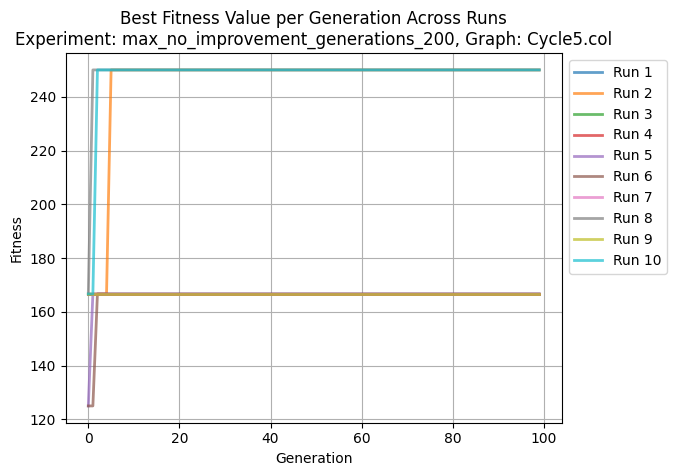 Best Fitness Value per Generation Across Runs
Experiment: max_no_improvement_generations_200, Graph: Cycle5.col
Fitness
240
220
200
180
160
140
120
0
20
40
60
80
100
Generation
Run 1
Run 2
Run 3
Run 4
Run 5
Run 6
Run 7
Run 8
Run 9
Run 10